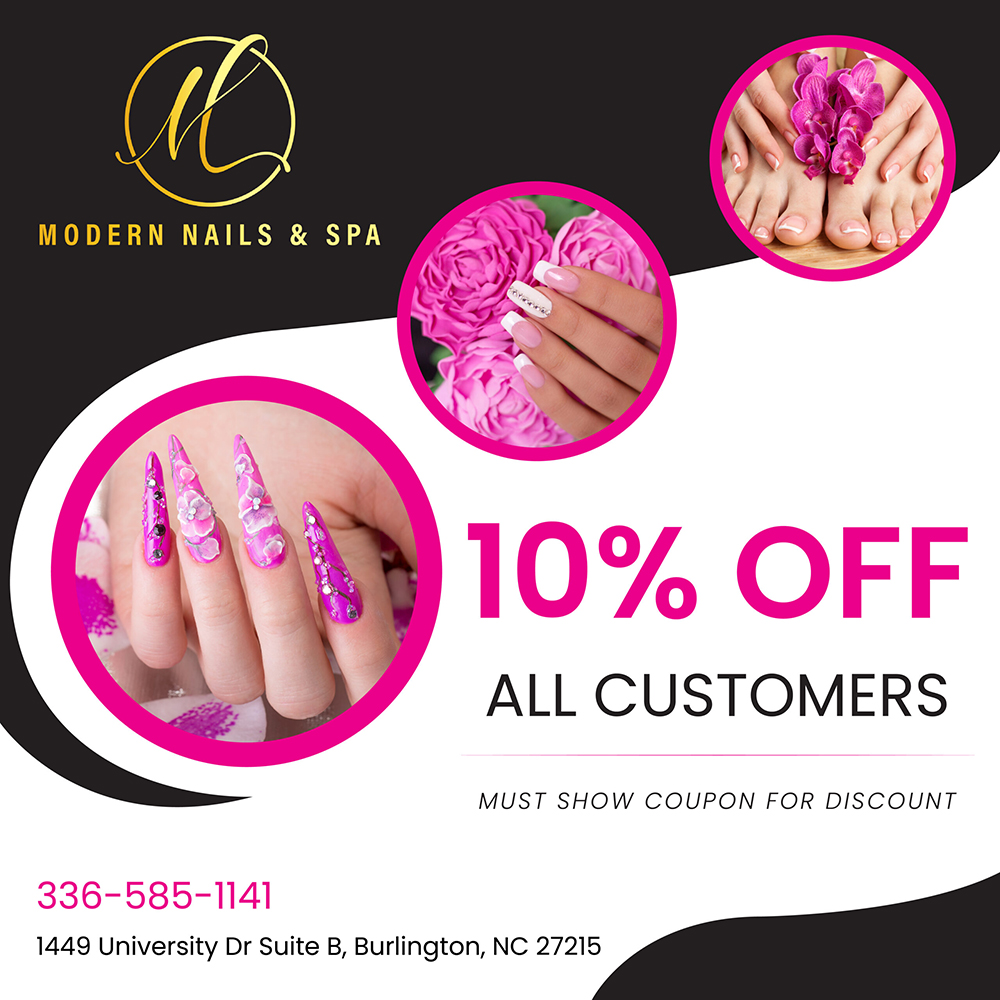 M
MODERN NAILS & SPA
10% OFF
ALL CUSTOMERS
MUST SHOW COUPON FOR DISCOUNT
336-585-1141
1449 University Dr Suite B, Burlington, NC 27215